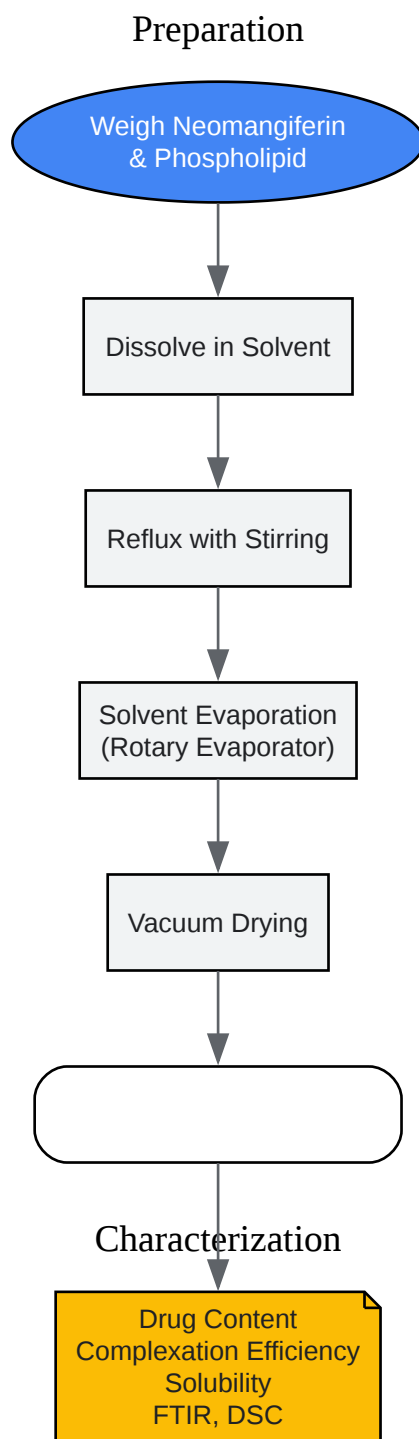 Preparation
Weigh Neomangiferin
& Phospholipid
Dissolve in Solvent
Reflux with Stirring
Solvent Evaporation
(Rotary Evaporator)
Vacuum Drying
Characterization
Drug Content
Complexation Efficiency
Solubility
FTIR, DSC